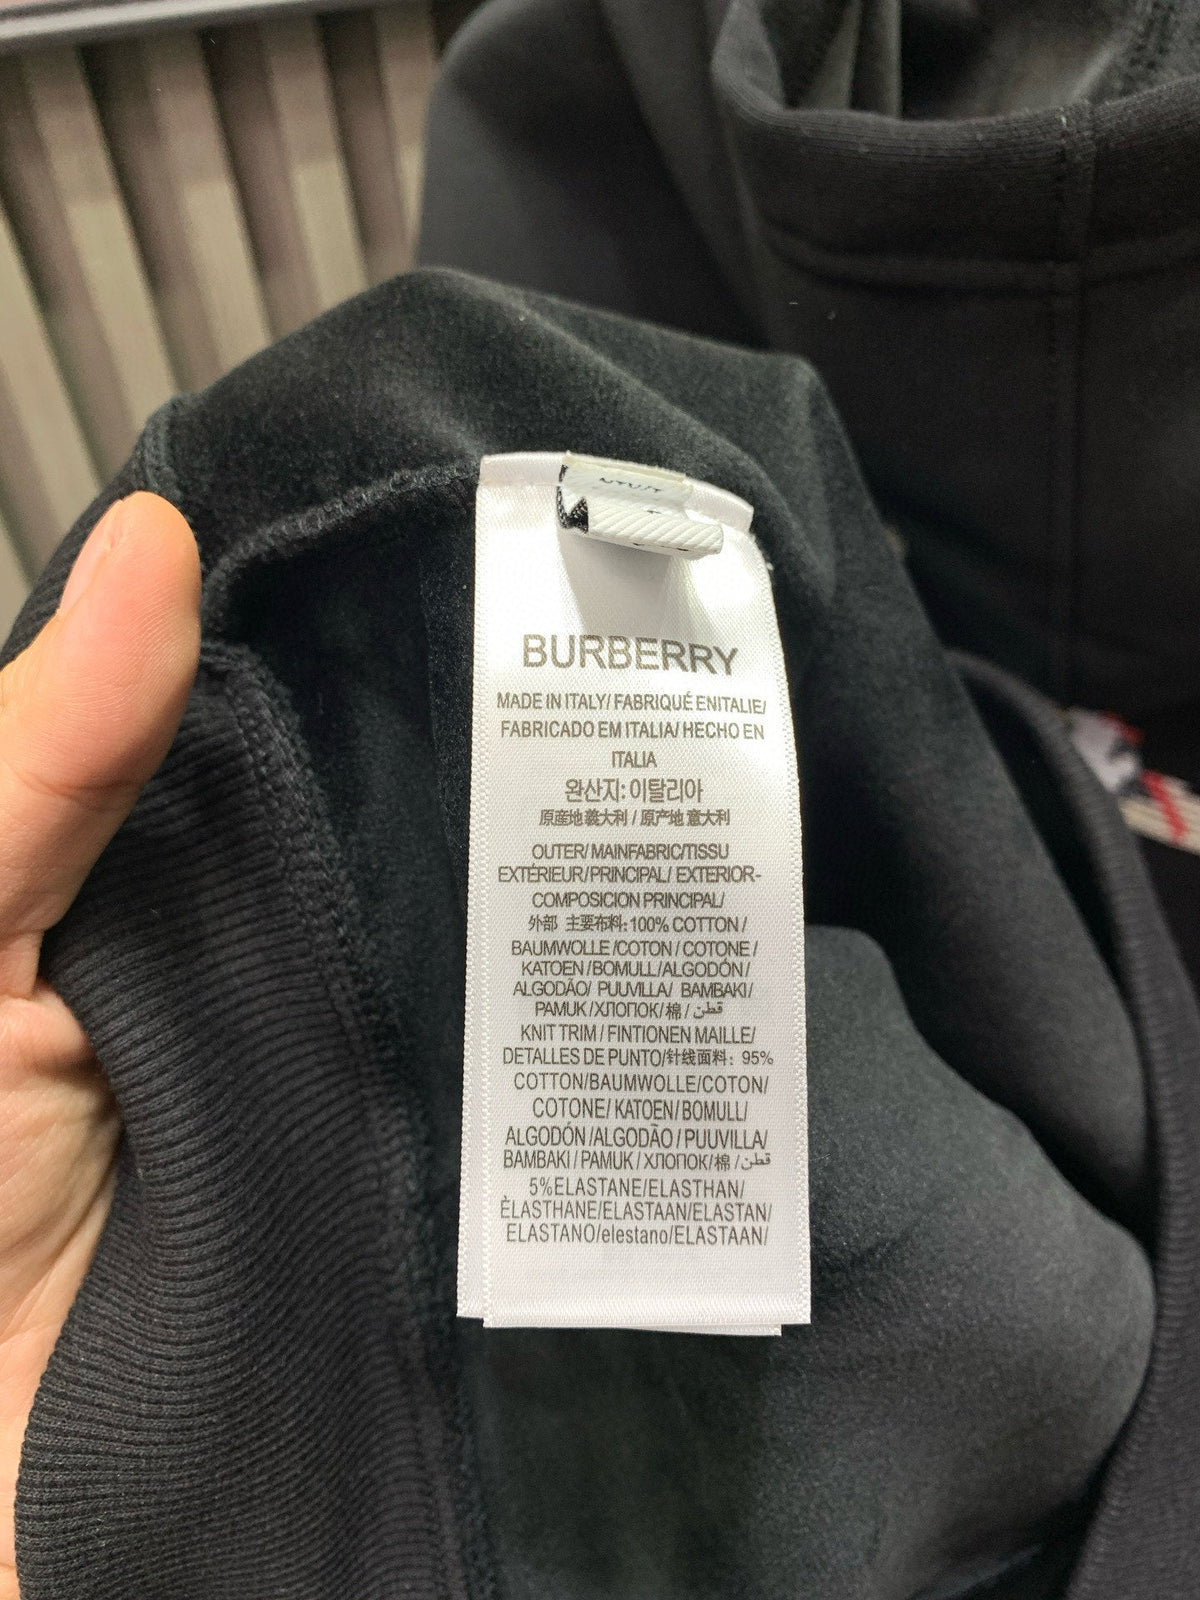 BURBERRY
MADE IN ITALY/ FABRIQUÉ ENITALIE/
FABRICADO EM ITALIA/ HECHO EN
ITALIA
완산지: 이탈리아
原産地 義大利 / 原产地 意大利
OUTER/ MAINFABRIC/TISSU
EXTÉRIEUR/PRINCIPAL/ EXTERIOR-
COMPOSICION PRINCIPAL/
外部 主要布料: 100% COTTON /
BAUMWOLLE /COTON / COTONE /
KATOEN /BOMULL/ALGODÓN /
ALGODÃO/ PUUVILLA/ BAMBAKI/
PAMUK /ХЛОПОК/ 棉 / قطن
KNIT TRIM / FINTIONEN MAILLE/
DETALLES DE PUNTO/针线面料: 95%
COTTON/BAUMWOLLE/COTON/
COTONE/ KATOEN/BOMULL/
ALGODÓN /ALGODÃO / PUUVILLA/
BAMBAKI / PAMUK / ХЛОПОК/ 棉 / قطن
5%ELASTANE/ELASTHAN/
ÈLASTHANE/ELASTAAN/ELASTAN/
ELASTANO/elestano/ELASTAAN/